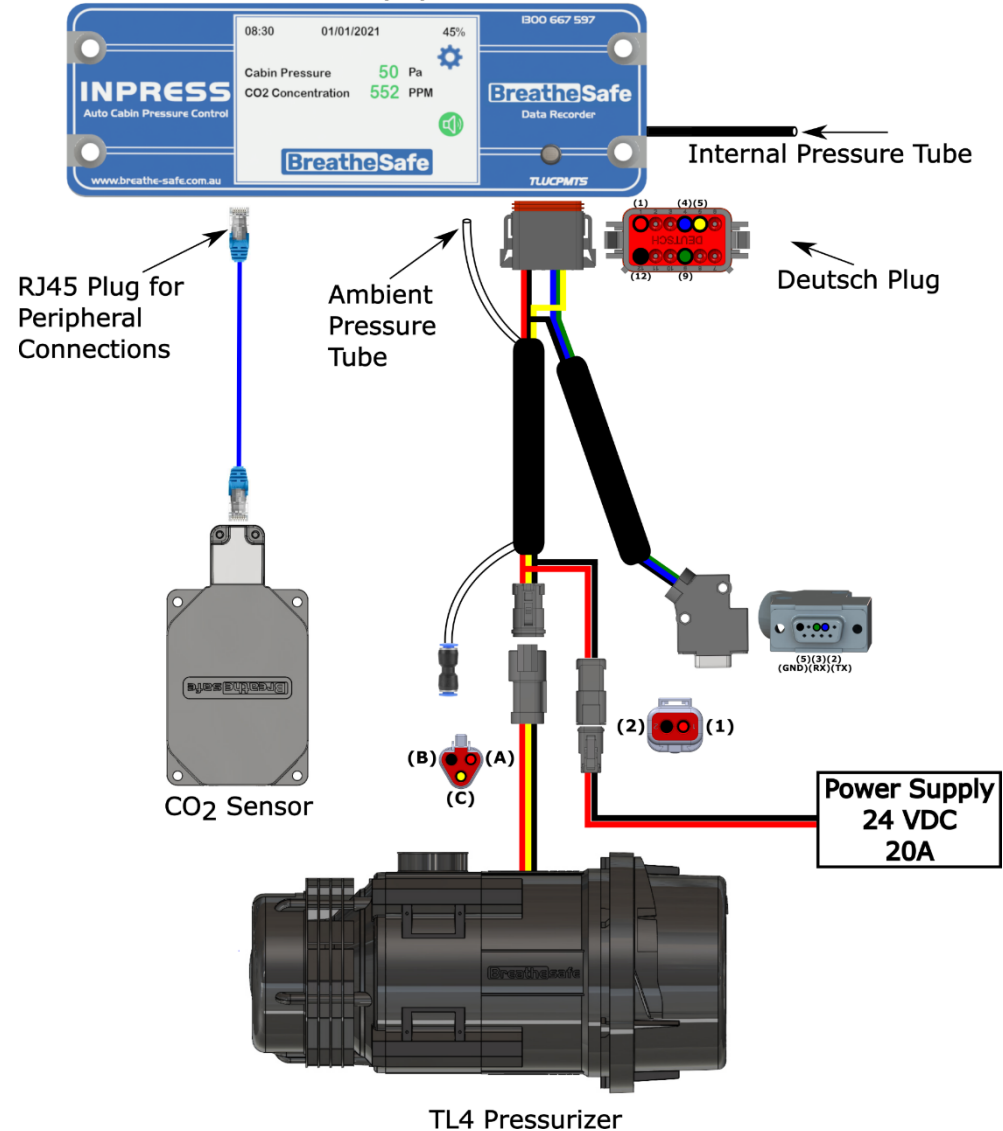 1300 667 597
08:30 01/01/2021 45%
Cabin Pressure 50 Pa
CO2 Concentration 552 PPM
INPRESS
Auto Cabin Pressure Control
BreatheSafe
Data Recorder
BreatheSafe
www.breathe-safe.com.au
TLUCPMTS
Internal Pressure Tube
(1) (4) (5)
DEUTSCH
(12) (9)
Deutsch Plug
RJ45 Plug for
Peripheral
Connections
Ambient
Pressure
Tube
(5)(3)(2)
(GND)(RX)(TX)
Breathesafe
CO2 Sensor
(B) (A)
(C)
(2) (1)
Power Supply
24 VDC
20A
Breathesafe
TL4 Pressurizer